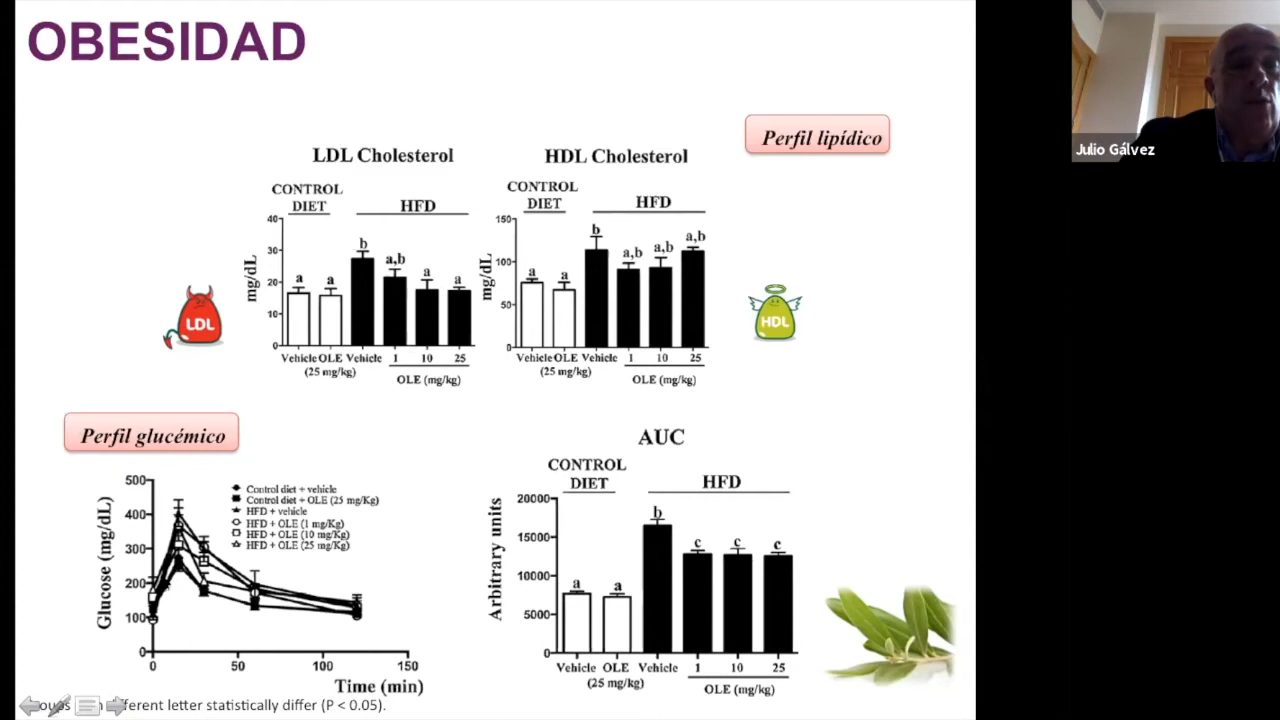 OBESIDAD
Julio Gálvez
Perfil lipídico
LDL Cholesterol
CONTROL
DIET
HFD
mg/dL
40
30
20
10
0
a
a
b
a,b
a
a
Vehicle OLE Vehicle 1 10 25
(25 mg/kg)
OLE (mg/kg)
LDL
HDL Cholesterol
CONTROL
DIET
HFD
mg/dL
150
100
50
0
a
a
b
a,b
a,b
a,b
Vehicle OLE Vehicle 1 10 25
(25 mg/kg)
OLE (mg/kg)
HDL
Perfil glucémico
Glucose (mg/dL)
500
400
300
200
100
0
Control diet + vehicle
Control diet + OLE (25 mg/Kg)
HFD + vehicle
HFD + OLE (1 mg/Kg)
HFD + OLE (10 mg/Kg)
HFD + OLE (25 mg/Kg)
0 50 100 150
Time (min)
AUC
CONTROL
DIET
HFD
Arbitrary units
20000
15000
10000
5000
0
a
a
b
c
c
c
Vehicle OLE Vehicle 1 10 25
(25 mg/kg)
OLE (mg/kg)
ferent letter statistically differ (P < 0.05).